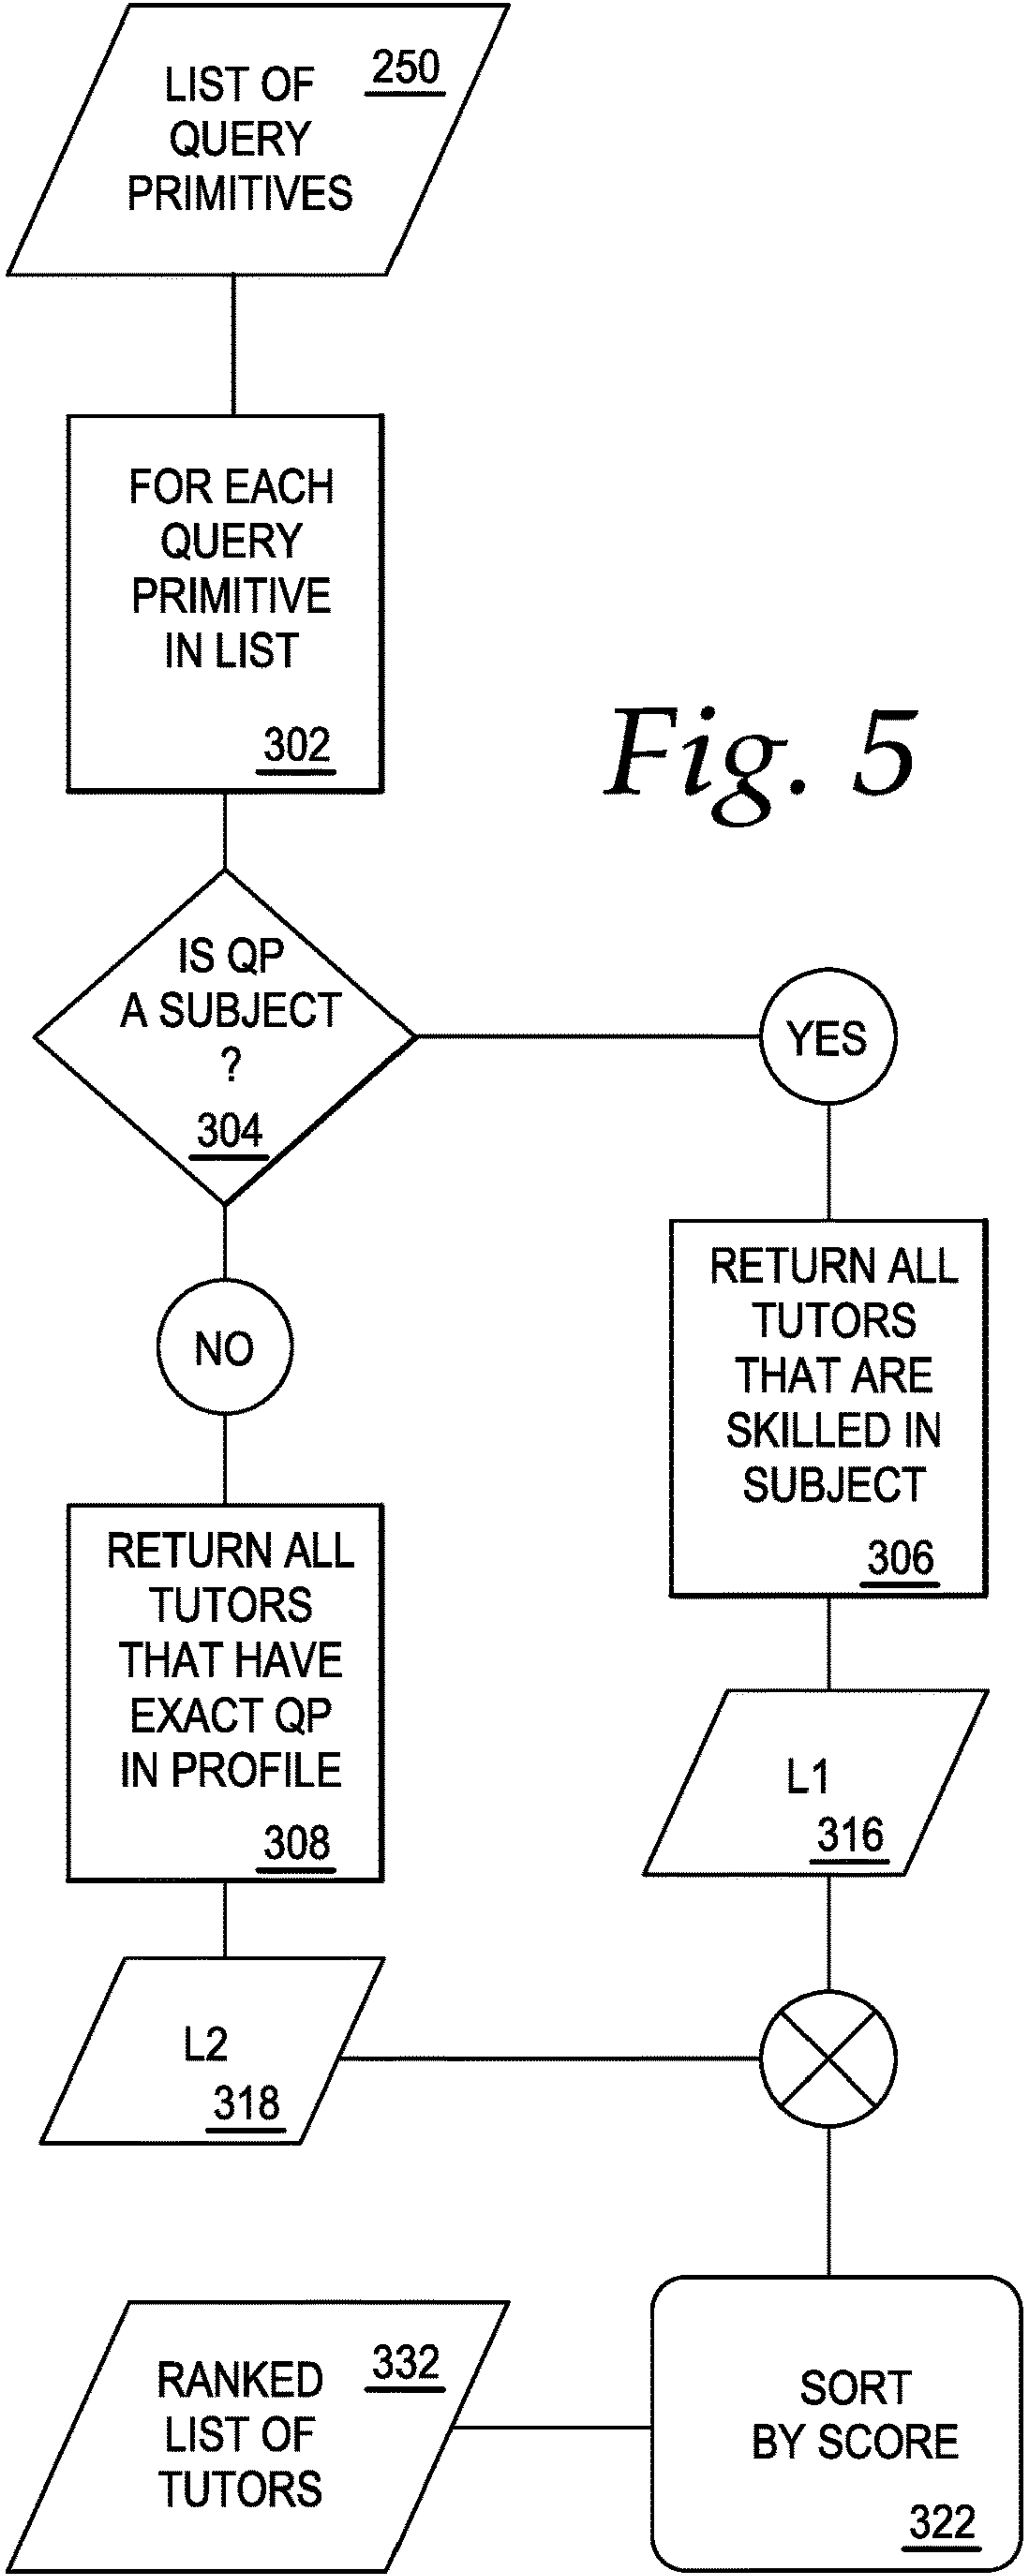 LIST OF
QUERY
PRIMITIVES
250
FOR EACH
QUERY
PRIMITIVE
IN LIST
302
Fig. 5
IS QP
A SUBJECT
?
304
YES
NO
RETURN ALL
TUTORS
THAT ARE
SKILLED IN
SUBJECT
306
RETURN ALL
TUTORS
THAT HAVE
EXACT QP
IN PROFILE
308
L1
316
L2
318
SORT
BY SCORE
322
RANKED
LIST OF
TUTORS
332